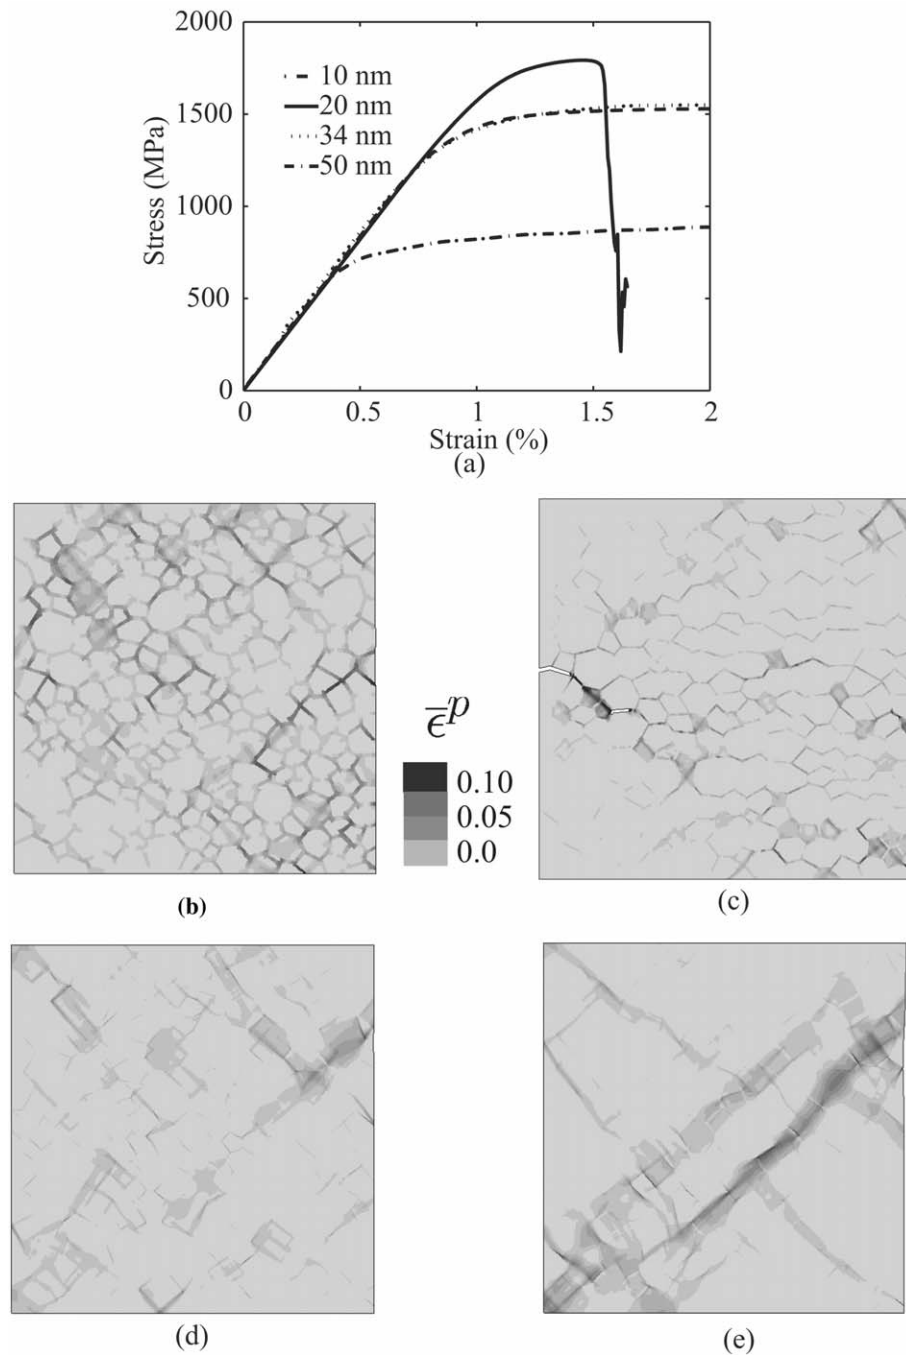 2000
1500
1000
500
0
Stress (MPa)
10 nm
20 nm
34 nm
50 nm
0 0.5 1 1.5 2
Strain (%)
(a)
ϵ̅ᵖ
0.10
0.05
0.0
(b)
(c)
(d)
(e)